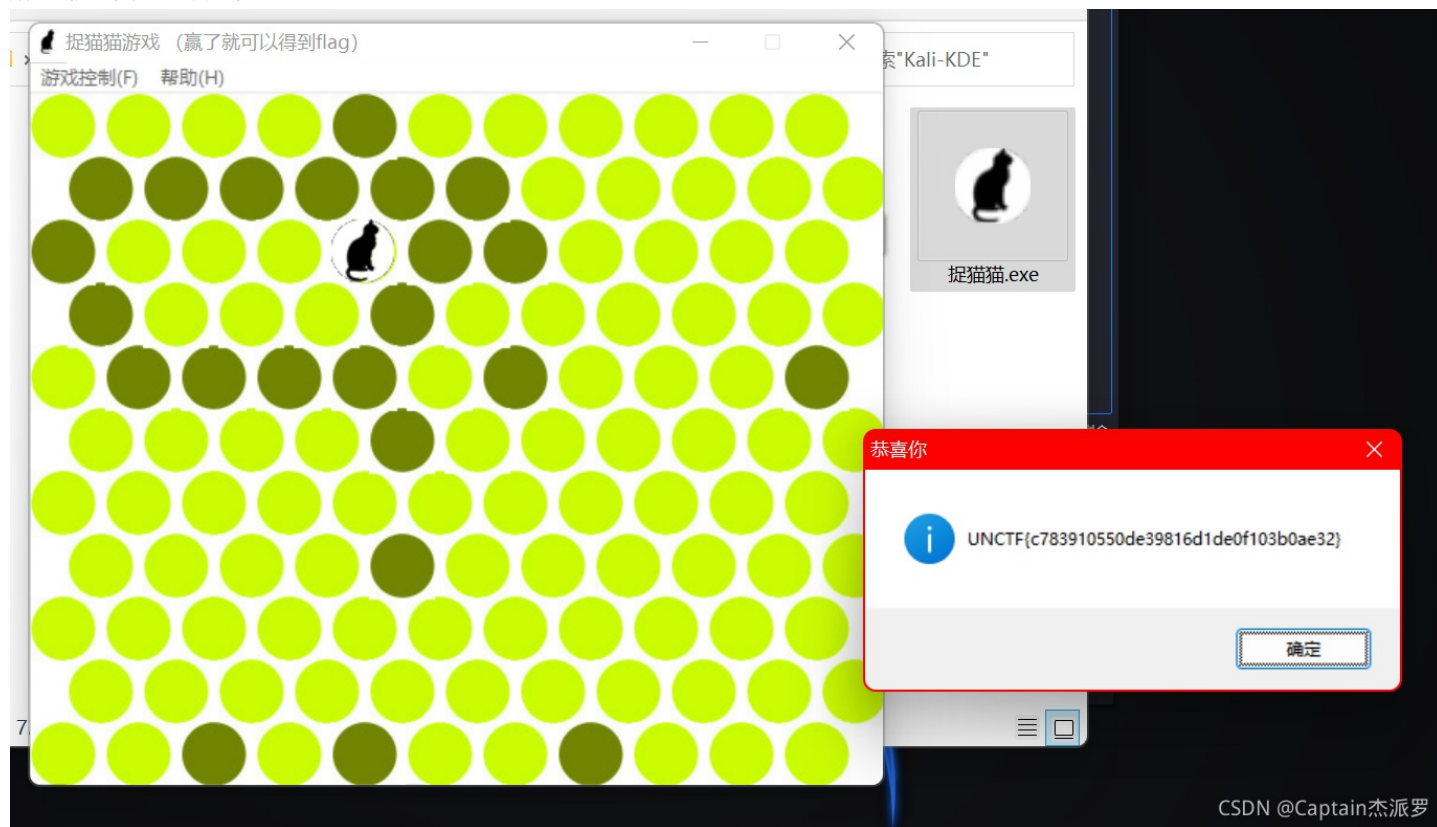 捉猫猫游戏 （赢了就可以得到flag）
索"Kali-KDE"
游戏控制(F) 帮助(H)
捉猫猫.exe
恭喜你
UNCTF{c783910550de39816d1de0f103b0ae32}
确定
7
CSDN @Captain杰派罗